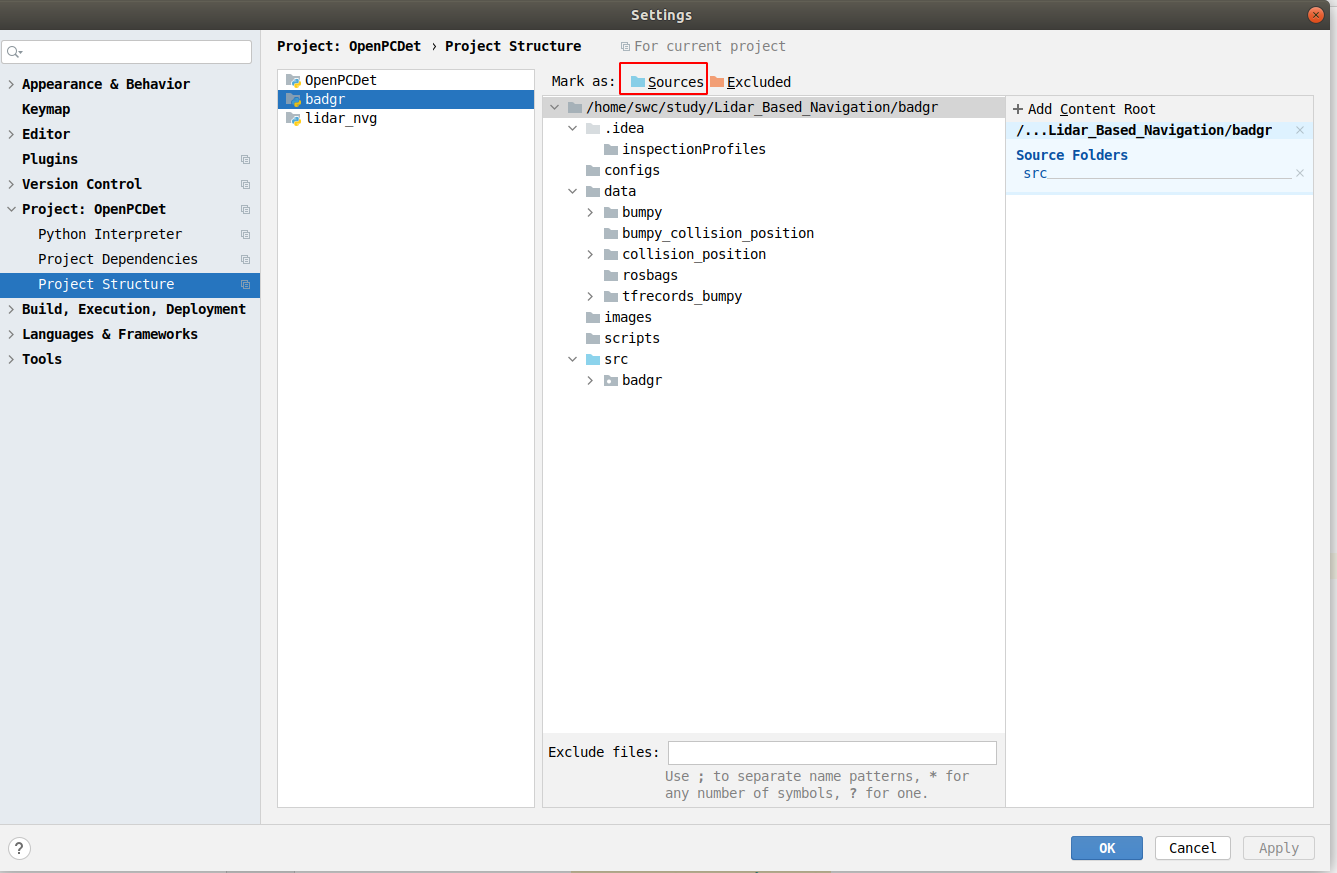 Settings
Project: OpenPCDet › Project Structure
For current project
Appearance & Behavior
Keymap
Editor
Plugins
Version Control
Project: OpenPCDet
Python Interpreter
Project Dependencies
Project Structure
Build, Execution, Deployment
Languages & Frameworks
Tools
OpenPCDet
badgr
lidar_nvg
Mark as: Sources Excluded
/home/swc/study/Lidar_Based_Navigation/badgr
.idea
inspectionProfiles
configs
data
bumpy
bumpy_collision_position
collision_position
rosbags
tfrecords_bumpy
images
scripts
src
badgr
Exclude files:
Use ; to separate name patterns, * for
any number of symbols, ? for one.
+ Add Content Root
/...Lidar_Based_Navigation/badgr
Source Folders
src
?
OK
Cancel
Apply